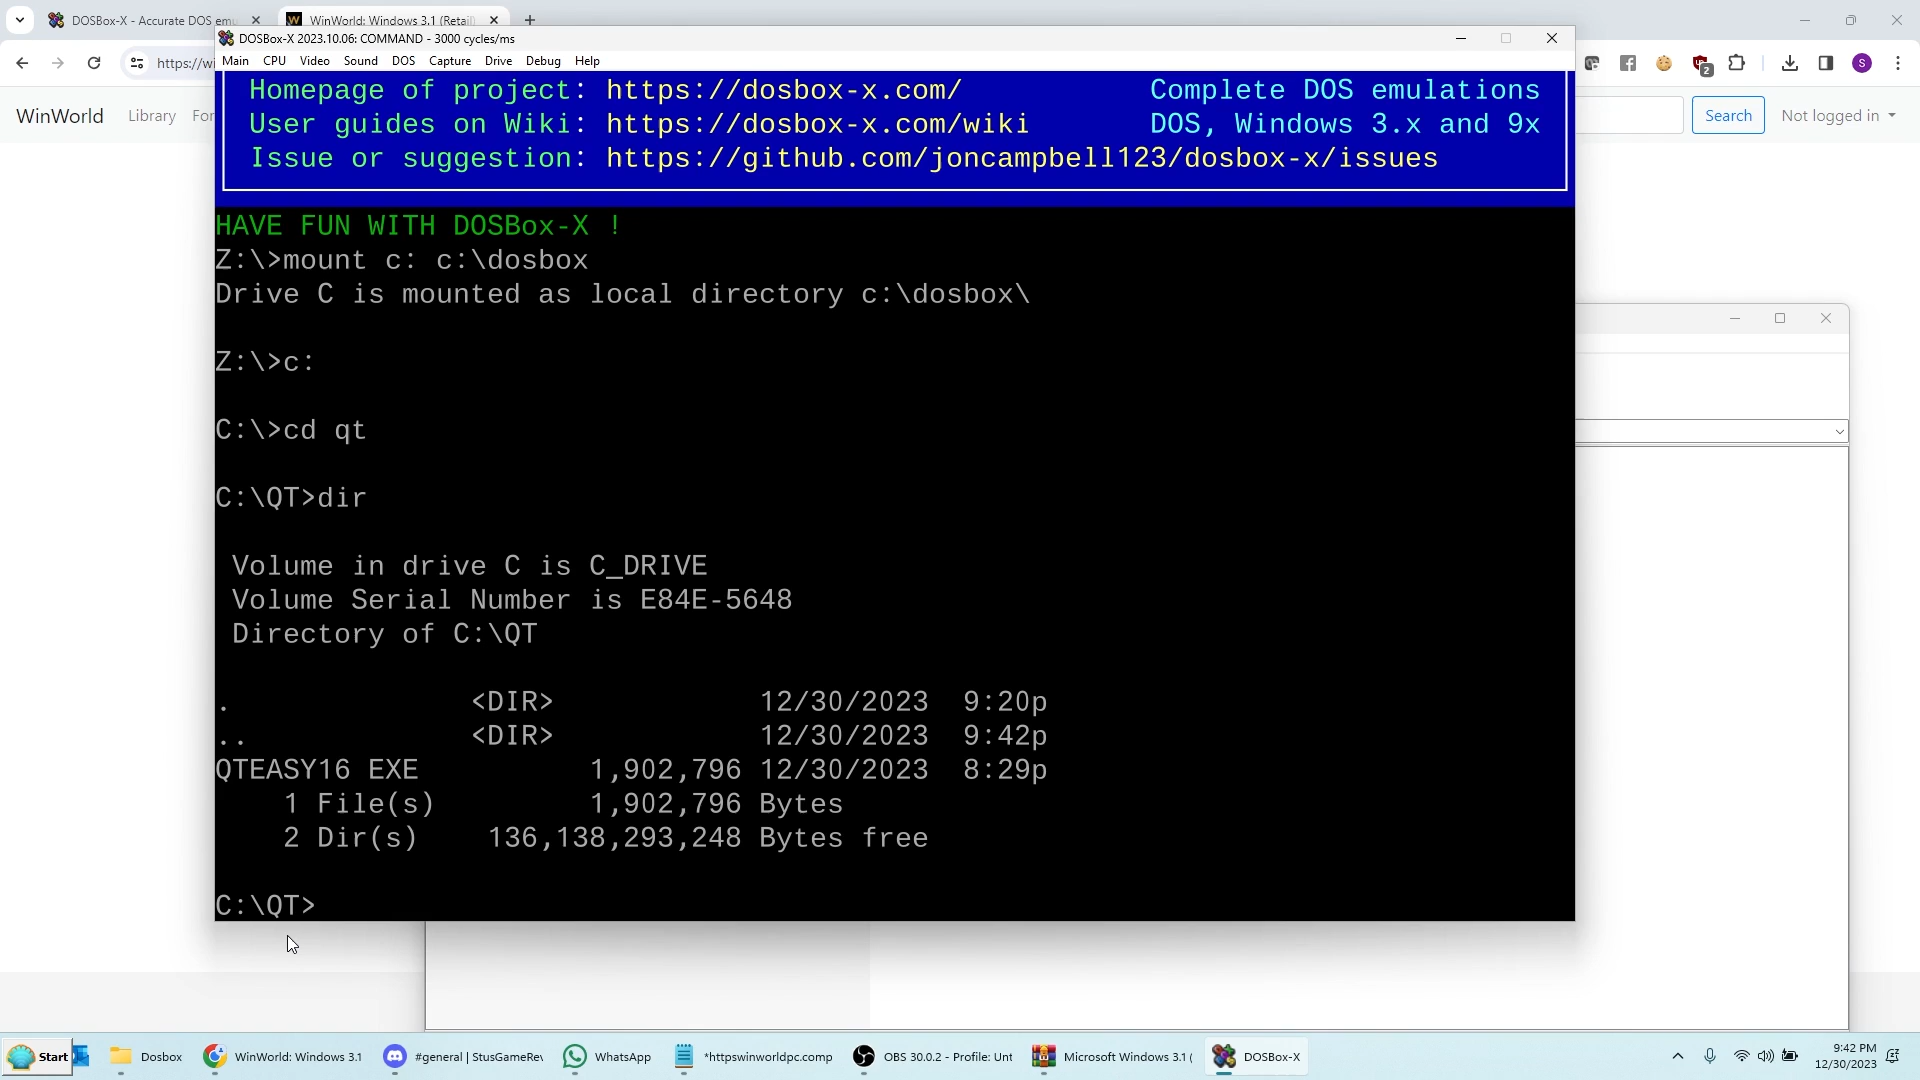 DOSBox-X - Accurate DOS emu
WinWorld: Windows 3.1 (Retail)
DOSBox-X 2023.10.06: COMMAND - 3000 cycles/ms
https://wi
Main CPU Video Sound DOS Capture Drive Debug Help
2
S
WinWorld Library For
Search Not logged in
Homepage of project: https://dosbox-x.com/ Complete DOS emulations
User guides on Wiki: https://dosbox-x.com/wiki DOS, Windows 3.x and 9x
Issue or suggestion: https://github.com/joncampbell123/dosbox-x/issues
HAVE FUN WITH DOSBox-X !
Z:\>mount c: c:\dosbox
Drive C is mounted as local directory c:\dosbox\
Z:\>c:
C:\>cd qt
C:\QT>dir
Volume in drive C is C_DRIVE
Volume Serial Number is E84E-5648
Directory of C:\QT
. <DIR> 12/30/2023 9:20p
.. <DIR> 12/30/2023 9:42p
QTEASY16 EXE 1,902,796 12/30/2023 8:29p
1 File(s) 1,902,796 Bytes
2 Dir(s) 136,138,293,248 Bytes free
C:\QT>
Start Dosbox WinWorld: Windows 3.1 #general | StusGameRev WhatsApp *httpswinworldpc.comp OBS 30.0.2 - Profile: Unt Microsoft Windows 3.1 ( DOSBox-X
9:42 PM
12/30/2023